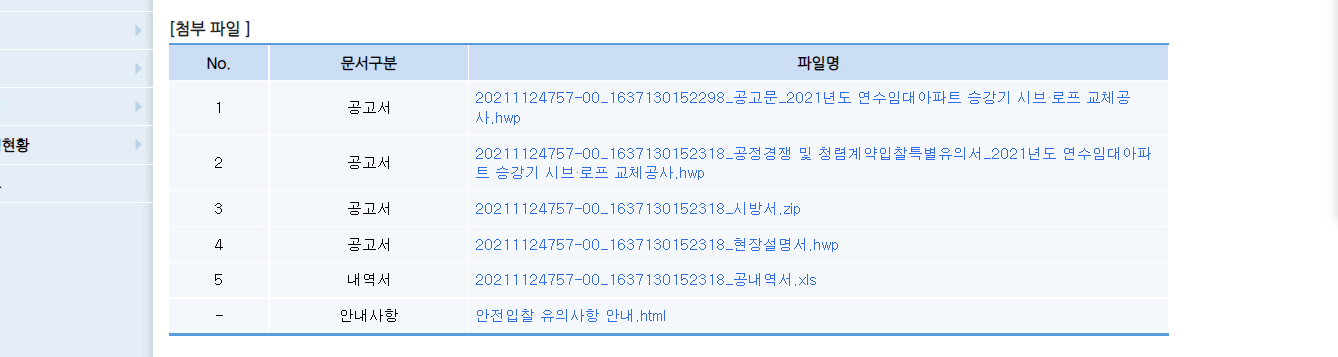 [첨부 파일 ]
No. 문서구분 파일명
1 공고서 20211124757-00_1637130152298_공고문_2021년도 연수임대아파트 승강기 시브·로프 교체공
사.hwp
2 공고서 20211124757-00_1637130152318_공정경쟁 및 청렴계약입찰특별유의서_2021년도 연수임대아파
트 승강기 시브·로프 교체공사.hwp
3 공고서 20211124757-00_1637130152318_시방서.zip
4 공고서 20211124757-00_1637130152318_현장설명서.hwp
현황
5 내역서 20211124757-00_1637130152318_공내역서.xls
- 안내사항 안전입찰 유의사항 안내.html